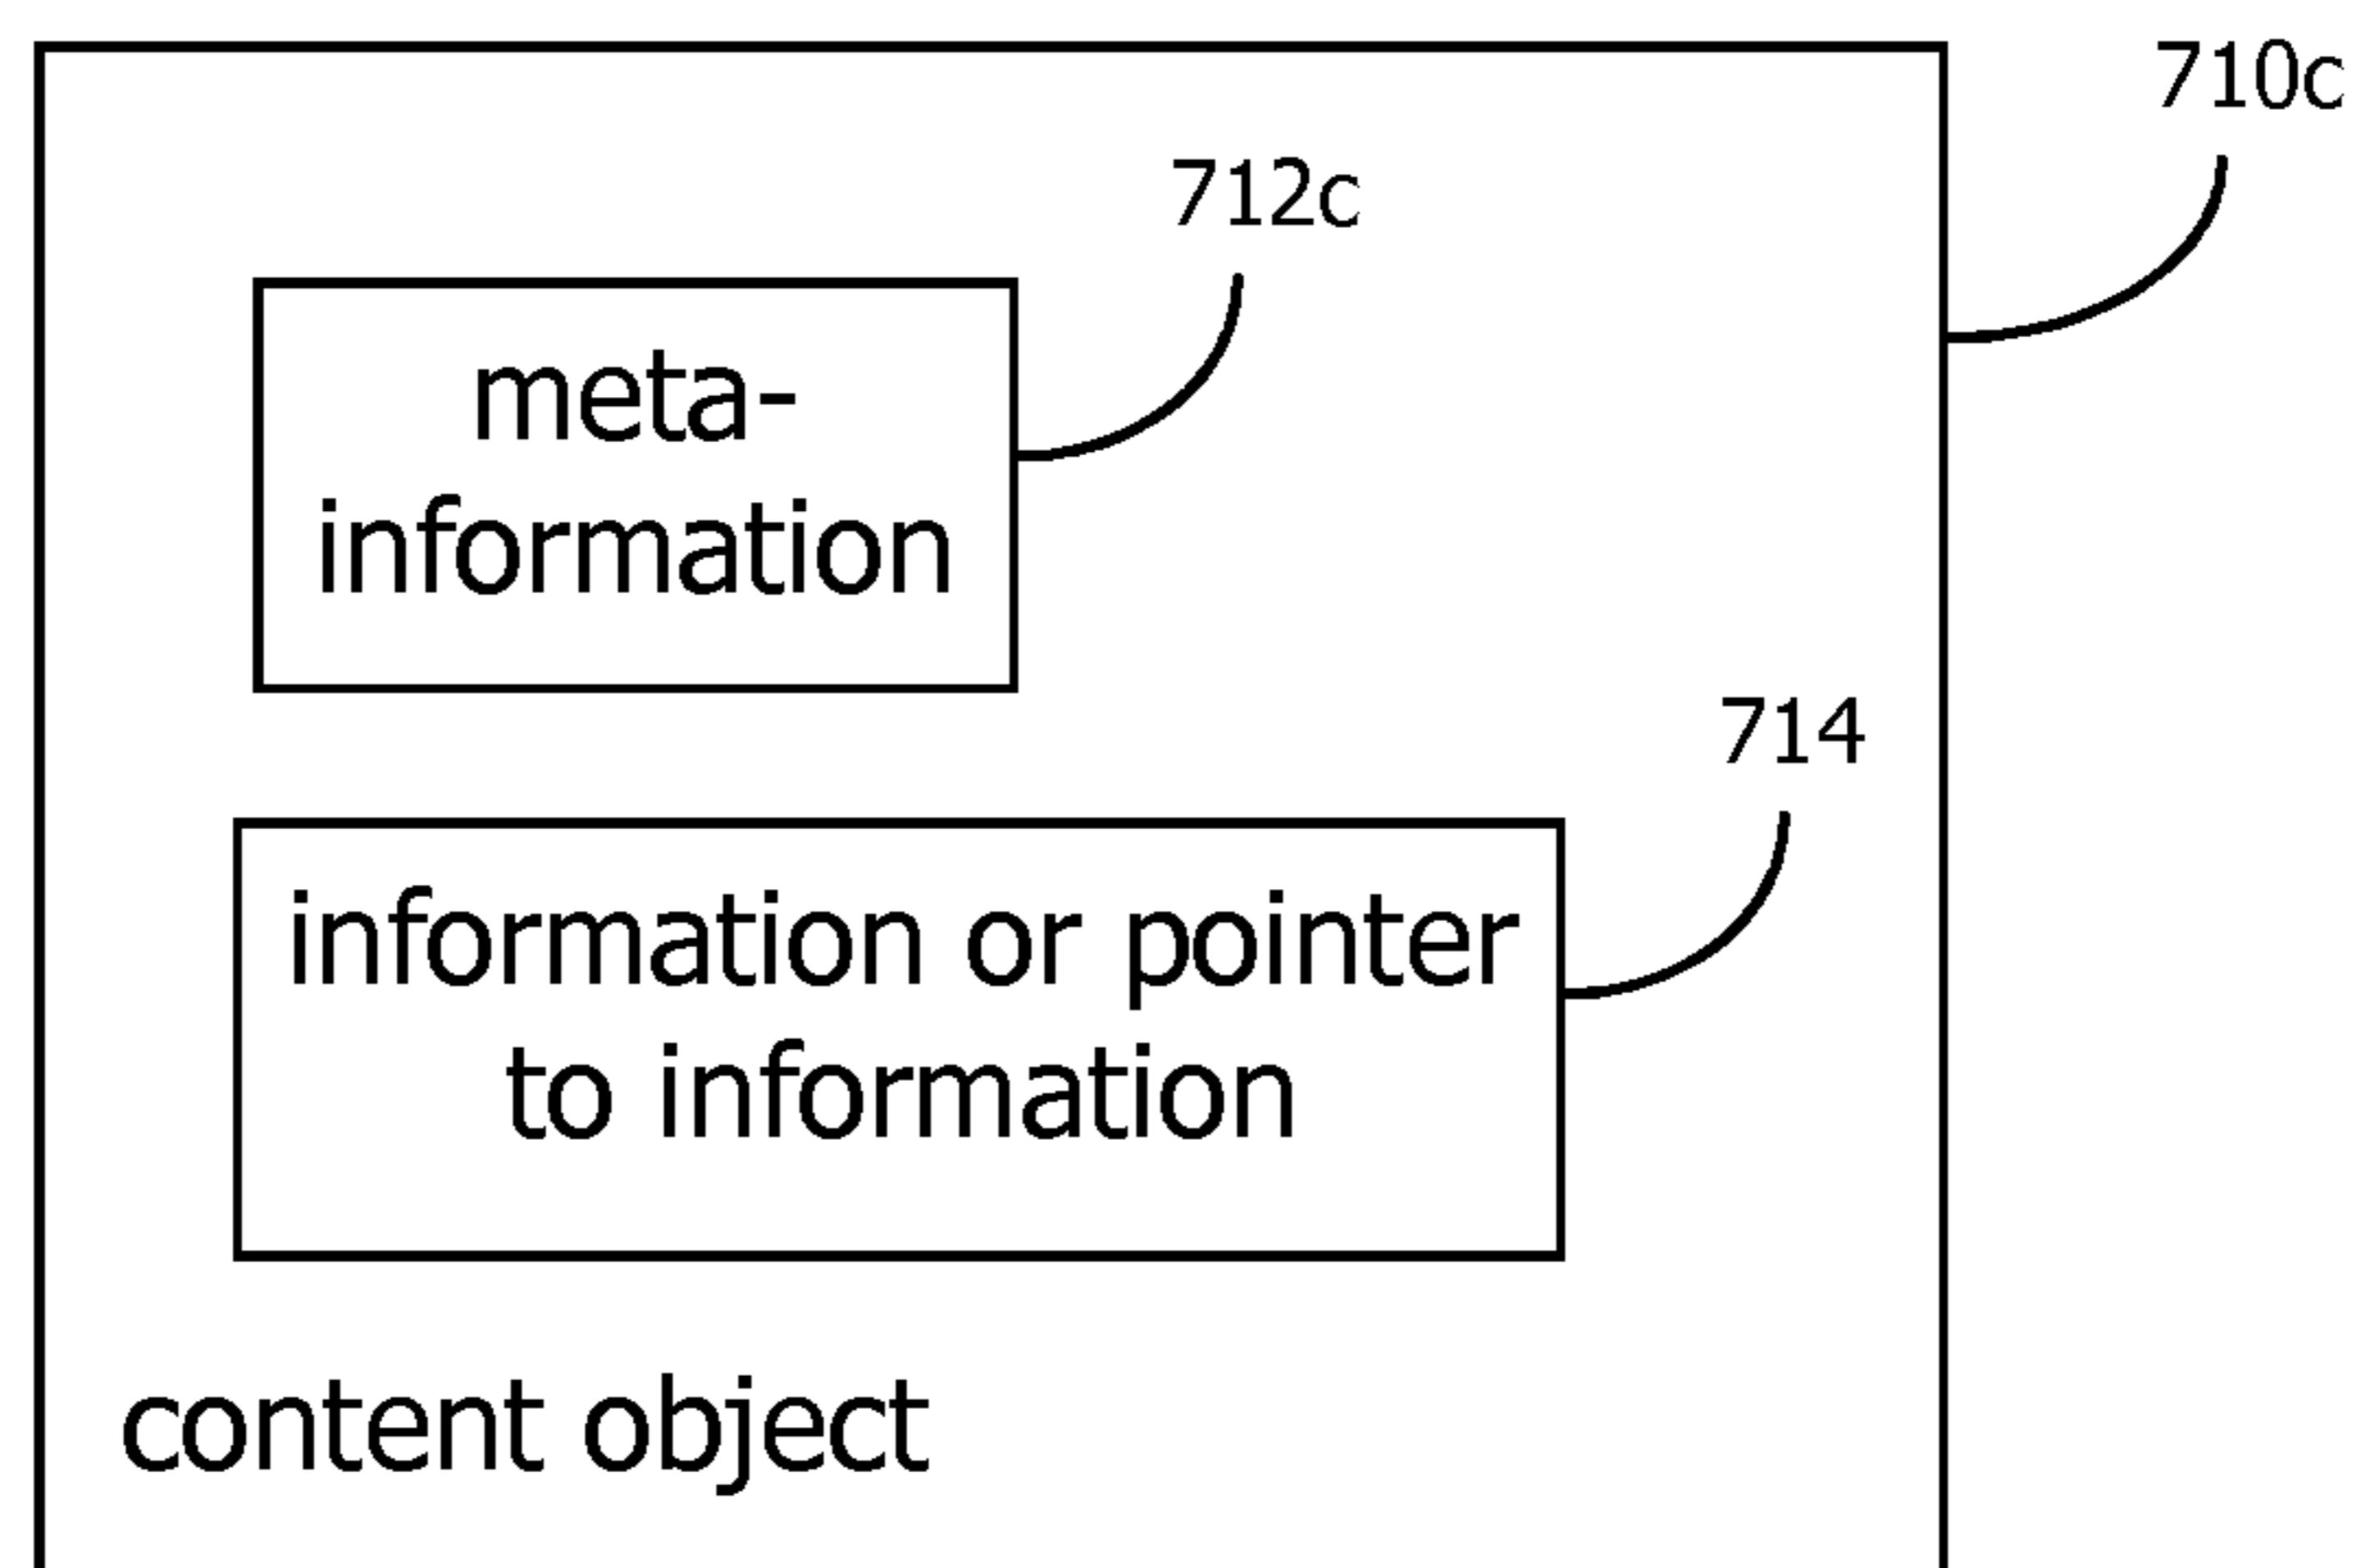 710c
712c
meta-
information
714
information or pointer
to information
content object